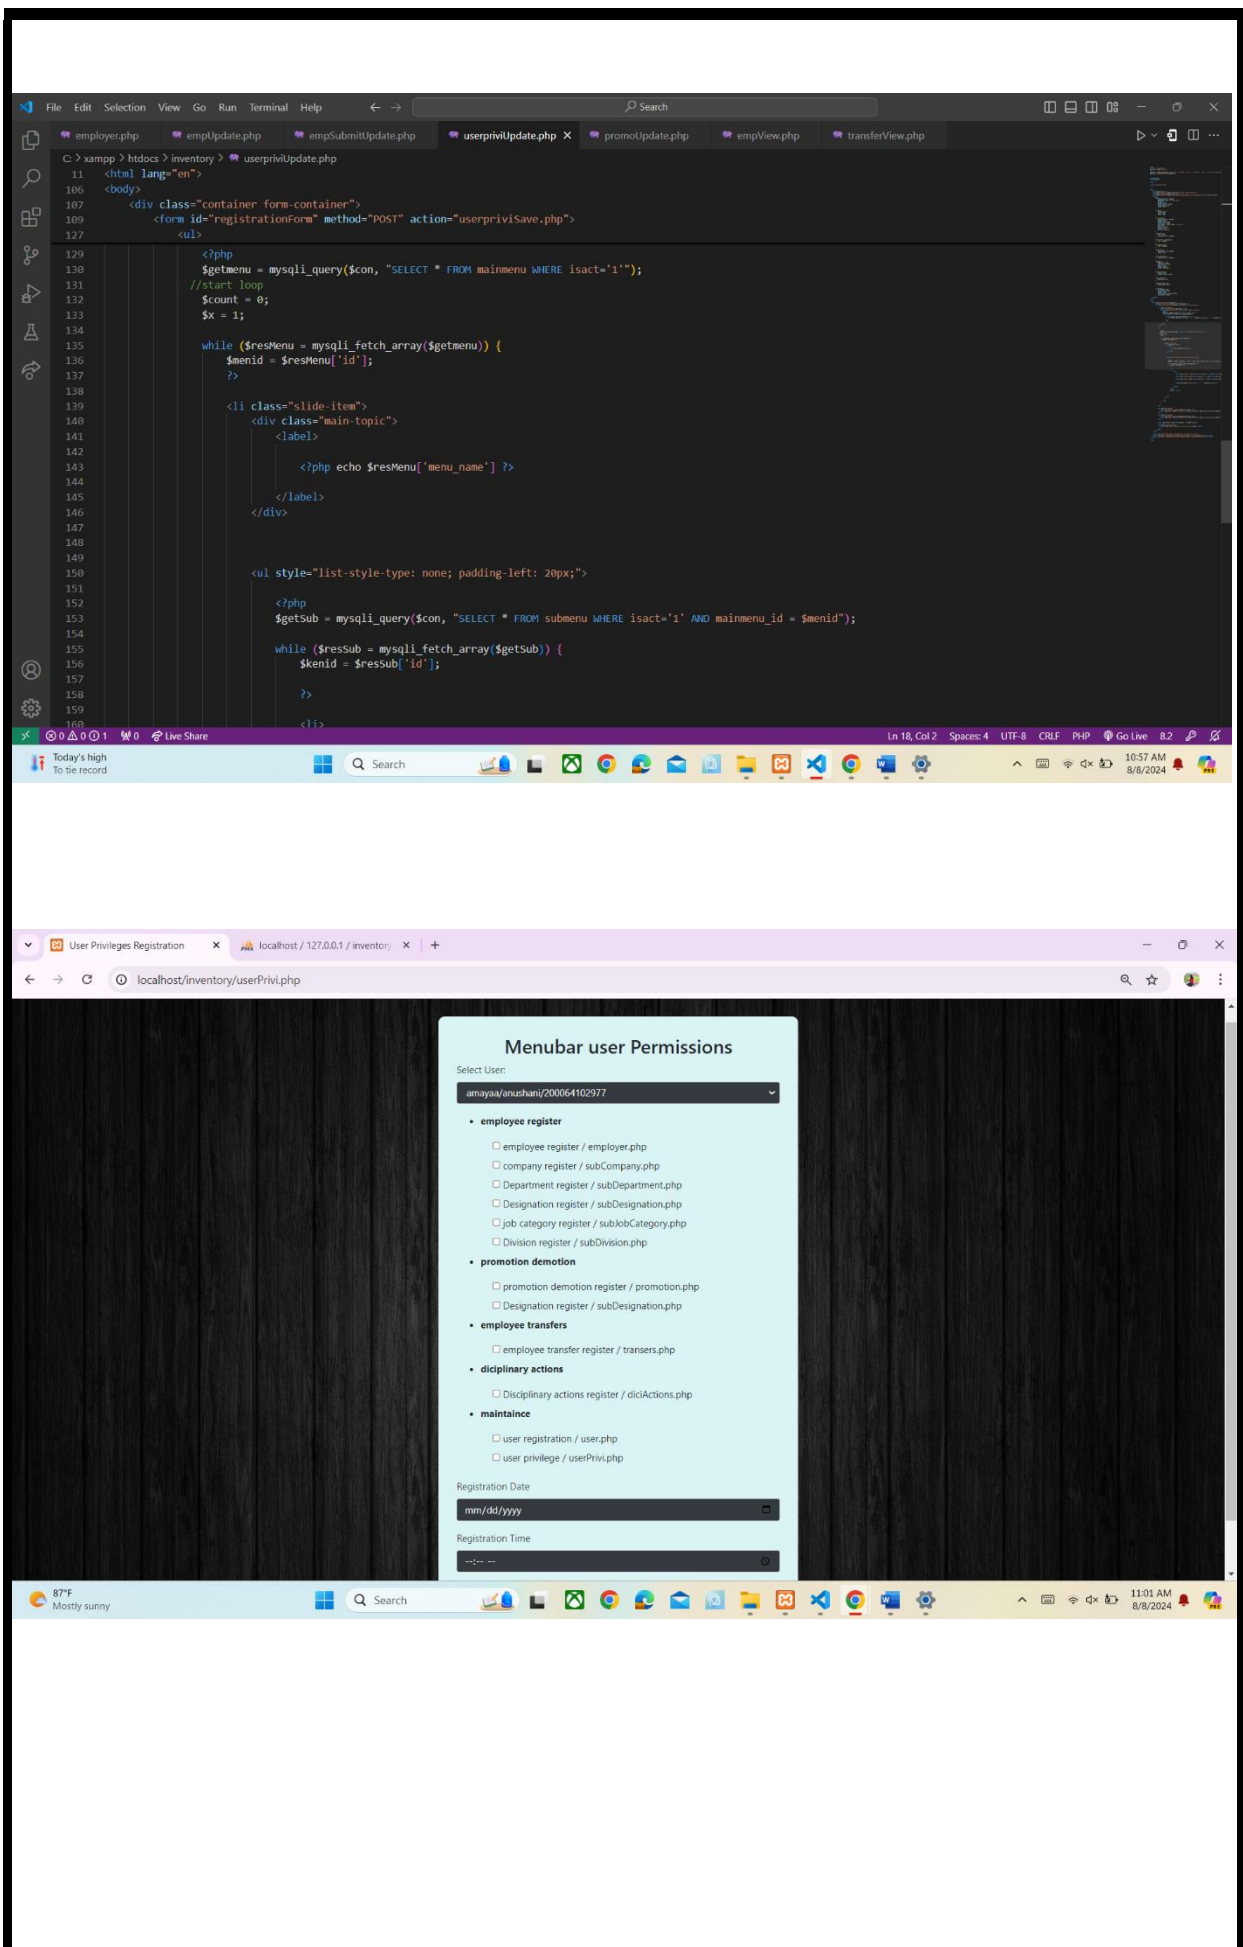 File Edit Selection View Go Run Terminal Help
Search
employer.php empUpdate.php empSubmitUpdate.php userpriviUpdate.php promoUpdate.php empView.php transferView.php
C: > xampp > htdocs > inventory > userpriviUpdate.php
11 <html lang="en">
106 <body>
107 <div class="container form-container">
109 <form id="registrationForm" method="POST" action="userpriviSave.php">
127 <ul>
129 <?php
130 $getmenu = mysqli_query($con, "SELECT * FROM mainmenu WHERE isact='1'");
131 //start loop
132 $count = 0;
133 $x = 1;
134
135 while ($resMenu = mysqli_fetch_array($getmenu)) {
136 $menid = $resMenu['id'];
137 ?>
138
139 <li class="slide-item">
140 <div class="main-topic">
141 <label>
142
143 <?php echo $resMenu['menu_name'] ?>
144
145 </label>
146 </div>
147
148
149
150 <ul style="list-style-type: none; padding-left: 20px;">
151
152 <?php
153 $getSub = mysqli_query($con, "SELECT * FROM submenu WHERE isact='1' AND mainmenu_id = $menid");
154
155 while ($resSub = mysqli_fetch_array($getSub)) {
156 $kenid = $resSub['id'];
157
158 ?>
159
160 <li>
0 0 1 0 Live Share Ln 18, Col 2 Spaces: 4 UTF-8 CRLF PHP Go Live 8.2
Today's high
To tie record
Search
10:57 AM
8/8/2024
User Privileges Registration localhost / 127.0.0.1 / inventory
localhost/inventory/userPrivi.php
Menubar user Permissions
Select User:
amayaa/anushani/200064102977
employee register
employee register / employer.php
company register / subCompany.php
Department register / subDepartment.php
Designation register / subDesignation.php
job category register / subJobCategory.php
Division register / subDivision.php
promotion demotion
promotion demotion register / promotion.php
Designation register / subDesignation.php
employee transfers
employee transfer register / transers.php
diciplinary actions
Disciplinary actions register / diciActions.php
maintaince
user registration / user.php
user privilege / userPrivi.php
Registration Date
mm/dd/yyyy
Registration Time
--:-- --
87°F
Mostly sunny
Search
11:01 AM
8/8/2024